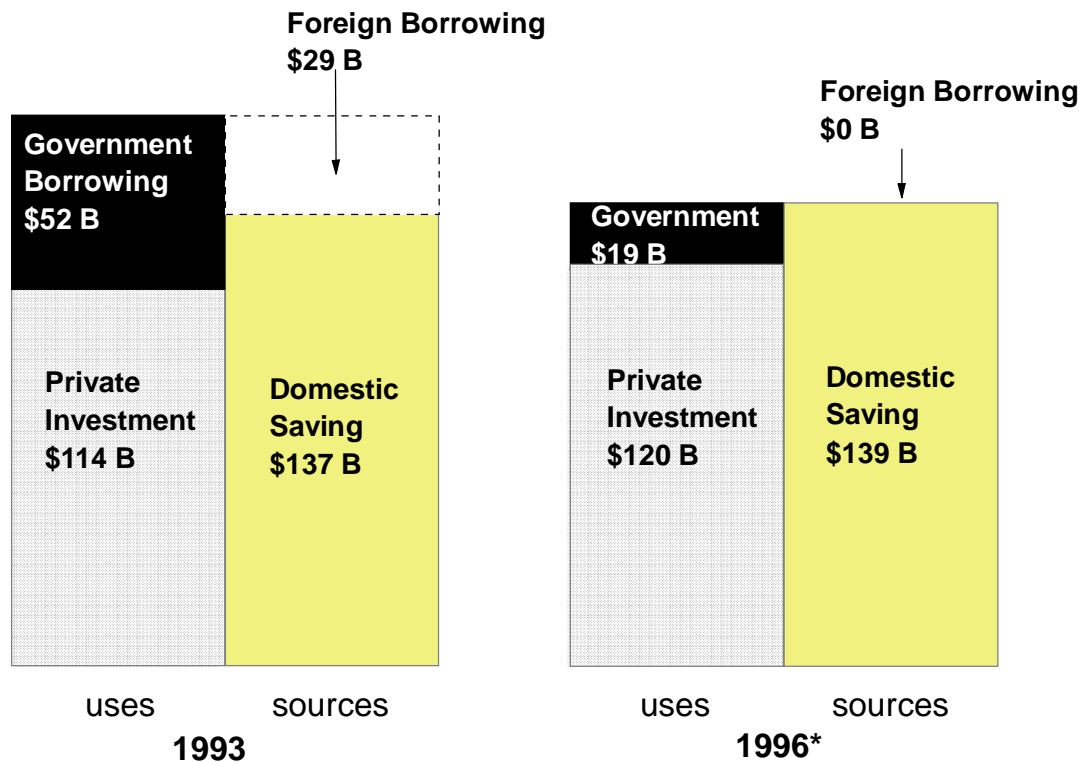 Foreign Borrowing
$29 B
Government
Borrowing
$52 B
Private
Investment
$114 B
Domestic
Saving
$137 B
uses
sources
1993
Foreign Borrowing
$0 B
Government
$19 B
Private
Investment
$120 B
Domestic
Saving
$139 B
uses
sources
1996*